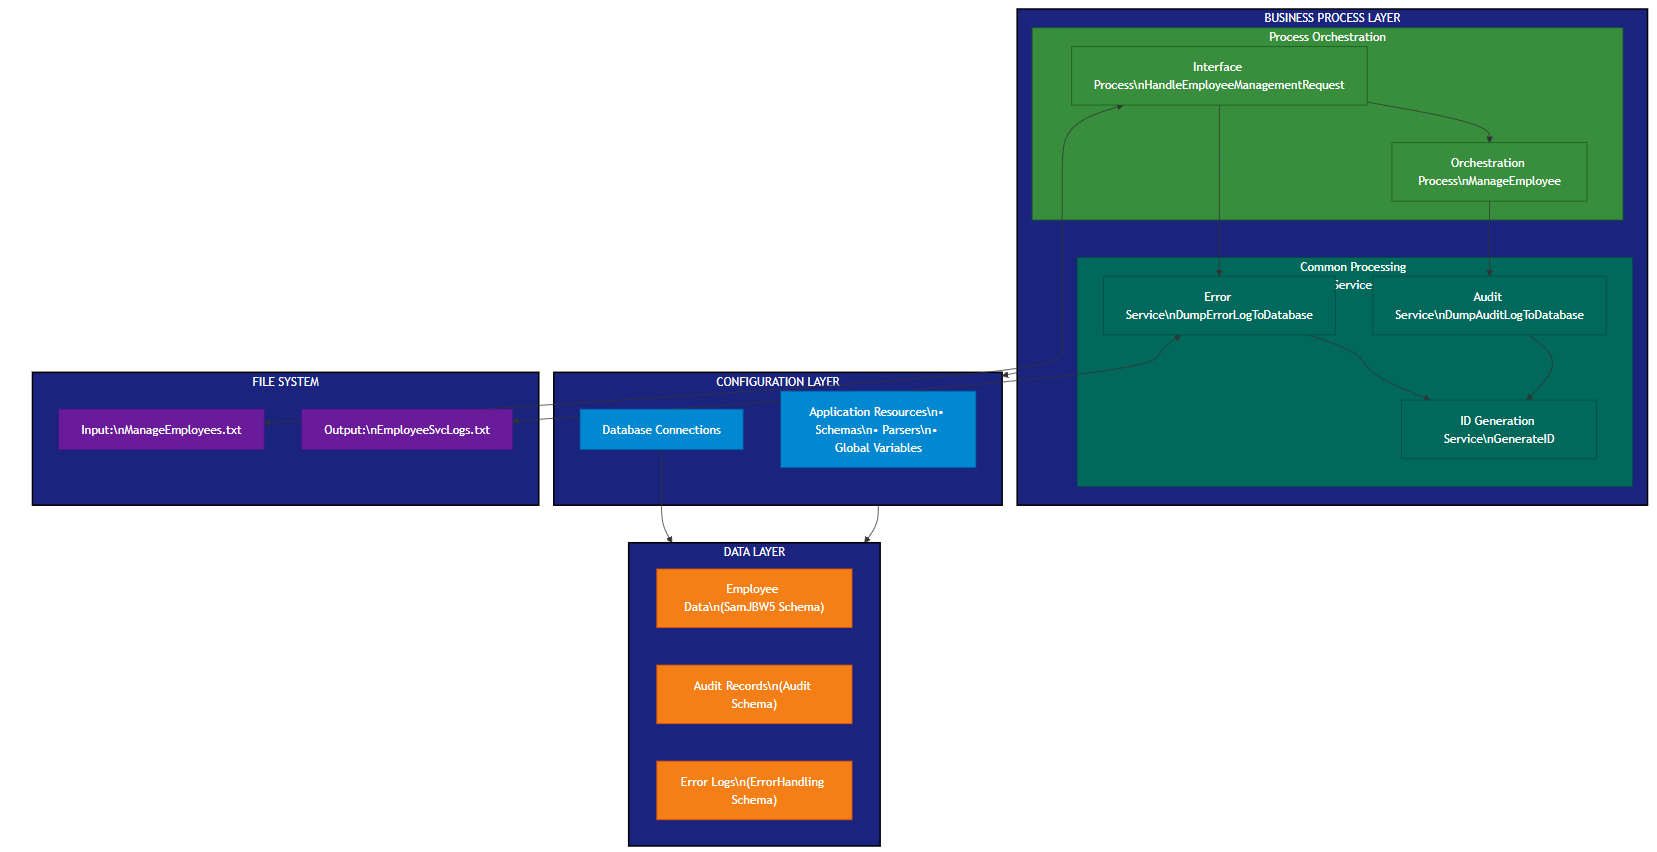 BUSINESS PROCESS LAYER
Process Orchestration
Interface
Process\nHandleEmployeeManagementRequest
Orchestration
Process\nManageEmployee
Common Processing
Service
Error
Service\nDumpErrorLogToDatabase
Audit
Service\nDumpAuditLogToDatabase
ID Generation
Service\nGenerateID
FILE SYSTEM
Input:\nManageEmployees.txt
Output:\nEmployeeSvcLogs.txt
CONFIGURATION LAYER
Database Connections
Application Resources\n•
Schemas\n• Parsers\n•
Global Variables
DATA LAYER
Employee
Data\n(SamJBW5 Schema)
Audit Records\n(Audit
Schema)
Error Logs\n(ErrorHandling
Schema)